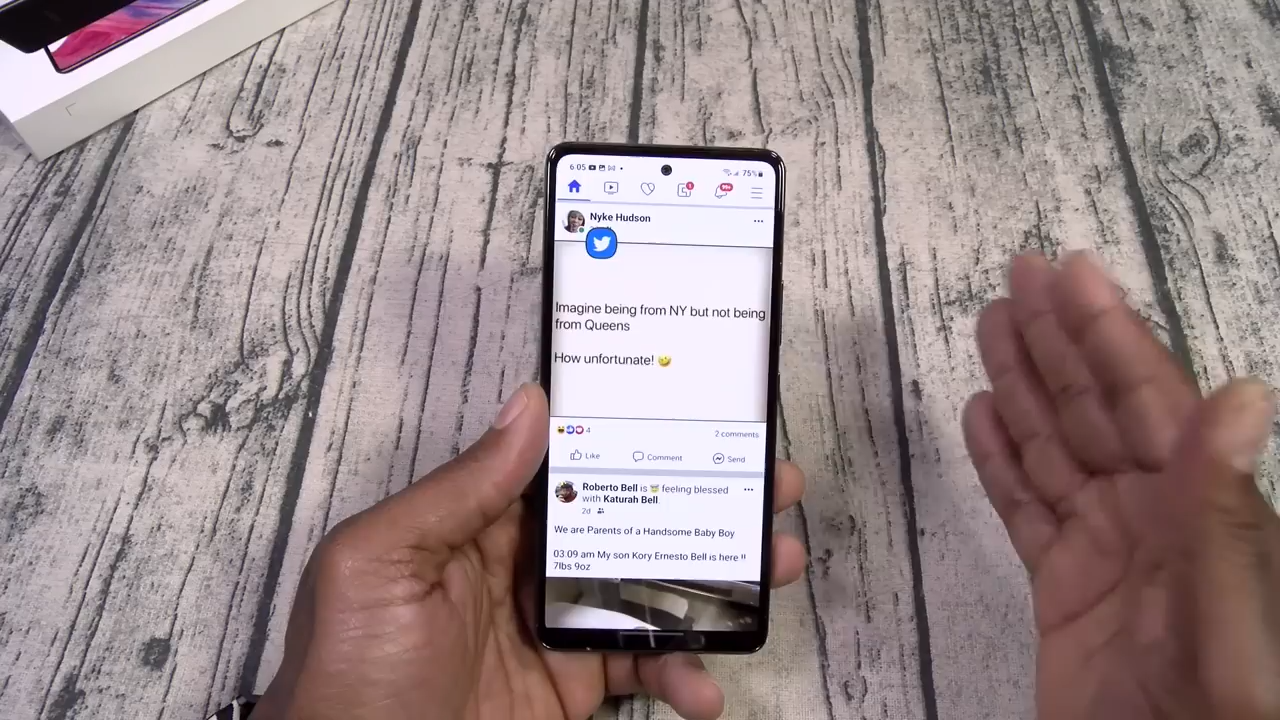 6:05
75%
1
99+
Nyke Hudson
Imagine being from NY but not being
from Queens
How unfortunate! 🤣
4
2 comments
Like Comment Send
Roberto Bell is 😇 feeling blessed
with Katurah Bell.
2d
We are Parents of a Handsome Baby Boy
03.09 am My son Kory Ernesto Bell is here !!
7lbs 9oz